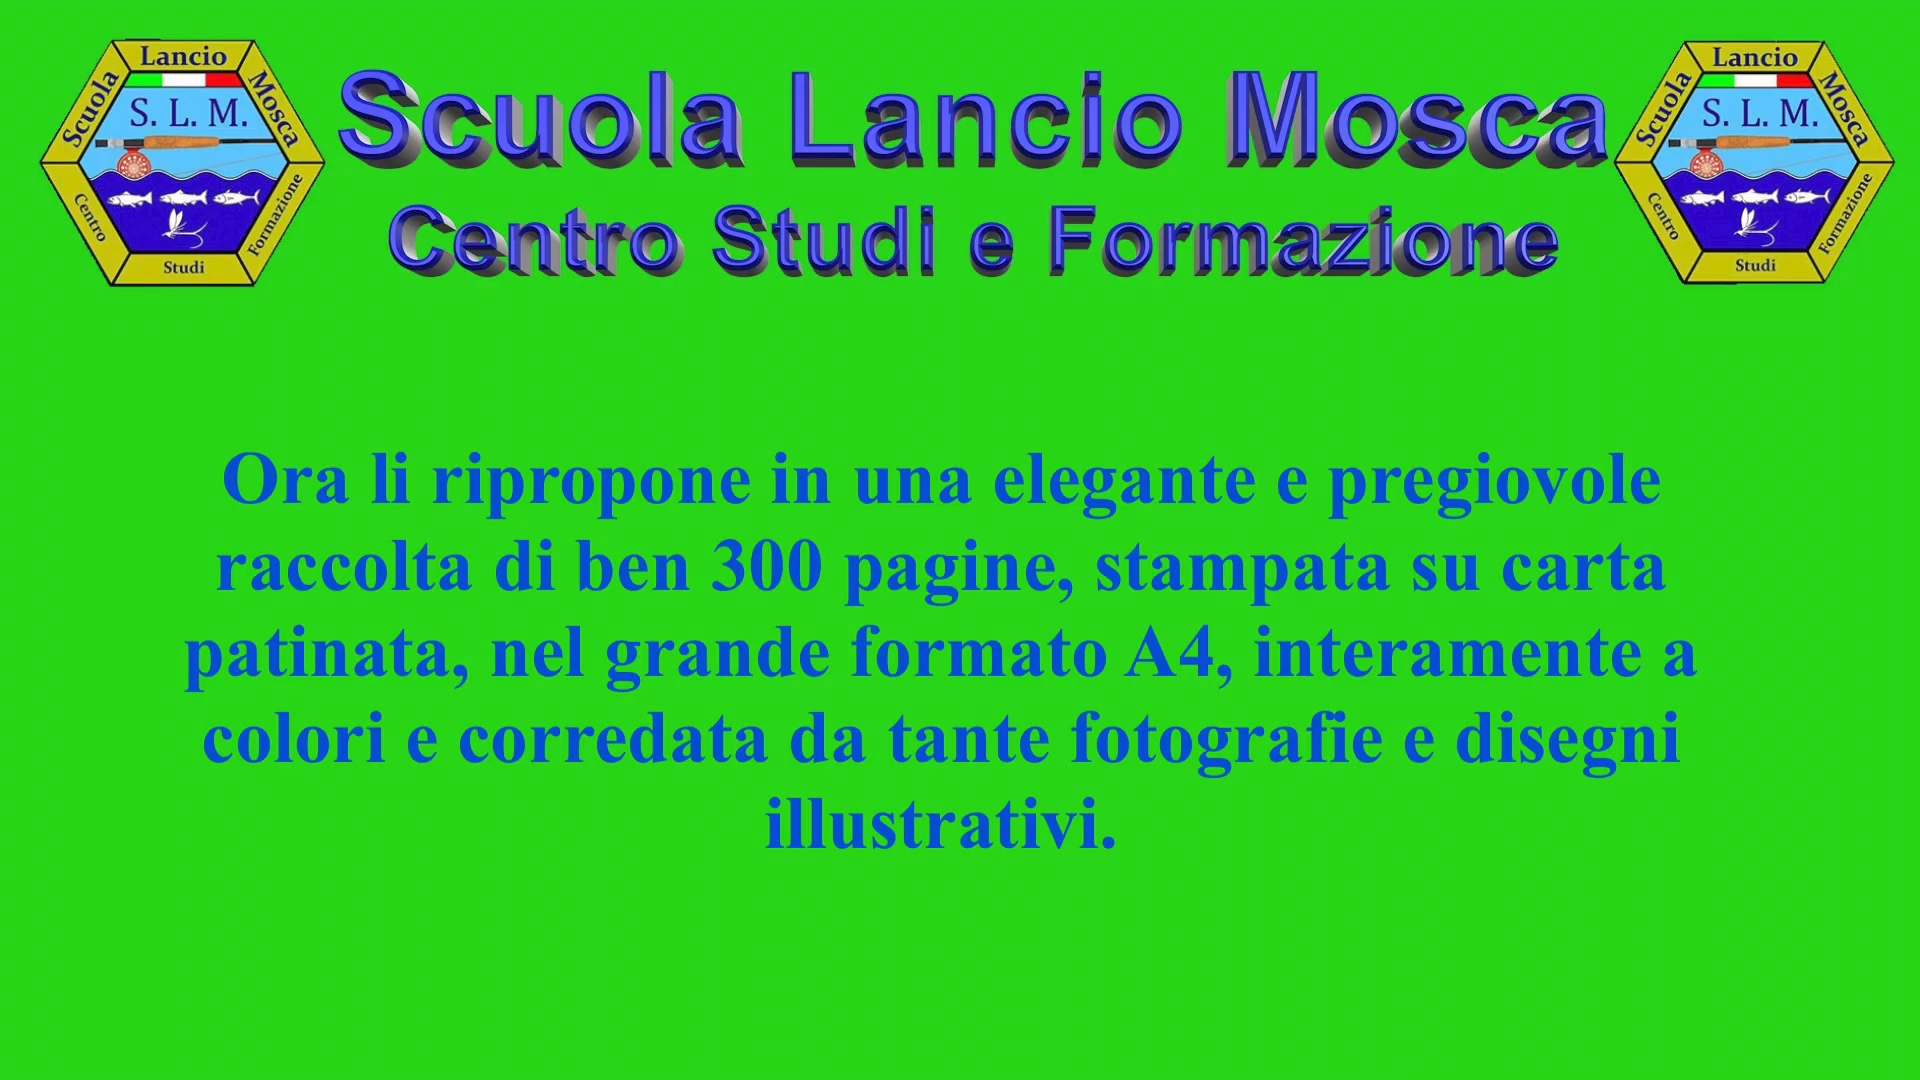 Scuola Lancio Mosca
S. L. M.
Centro Studi Formazione
Scuola Lancio Mosca
Centro Studi e Formazione
Scuola Lancio Mosca
S. L. M.
Centro Studi Formazione
Ora li ripropone in una elegante e pregiovole
raccolta di ben 300 pagine, stampata su carta
patinata, nel grande formato A4, interamente a
colori e corredata da tante fotografie e disegni
illustrativi.